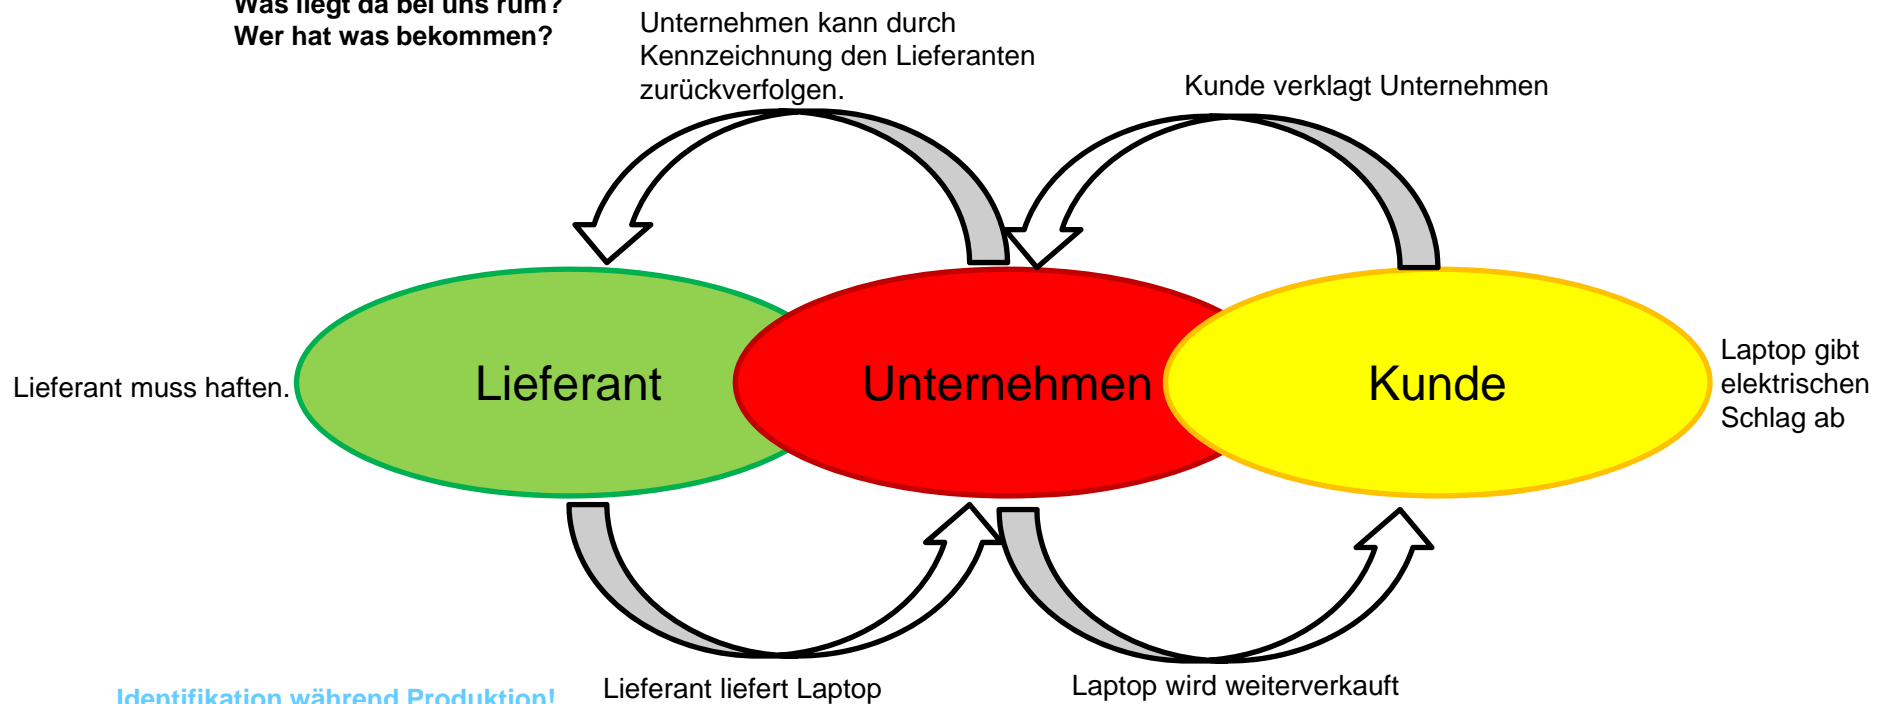 Was liegt da bei uns rum?
Wer hat was bekommen?
Unternehmen kann durch
Kennzeichnung den Lieferanten
zurückverfolgen.
Kunde verklagt Unternehmen
Lieferant muss haften.
Lieferant
Unternehmen
Kunde
Laptop gibt
elektrischen
Schlag ab
Lieferant liefert Laptop
Laptop wird weiterverkauft
Identifikation während Produktion!